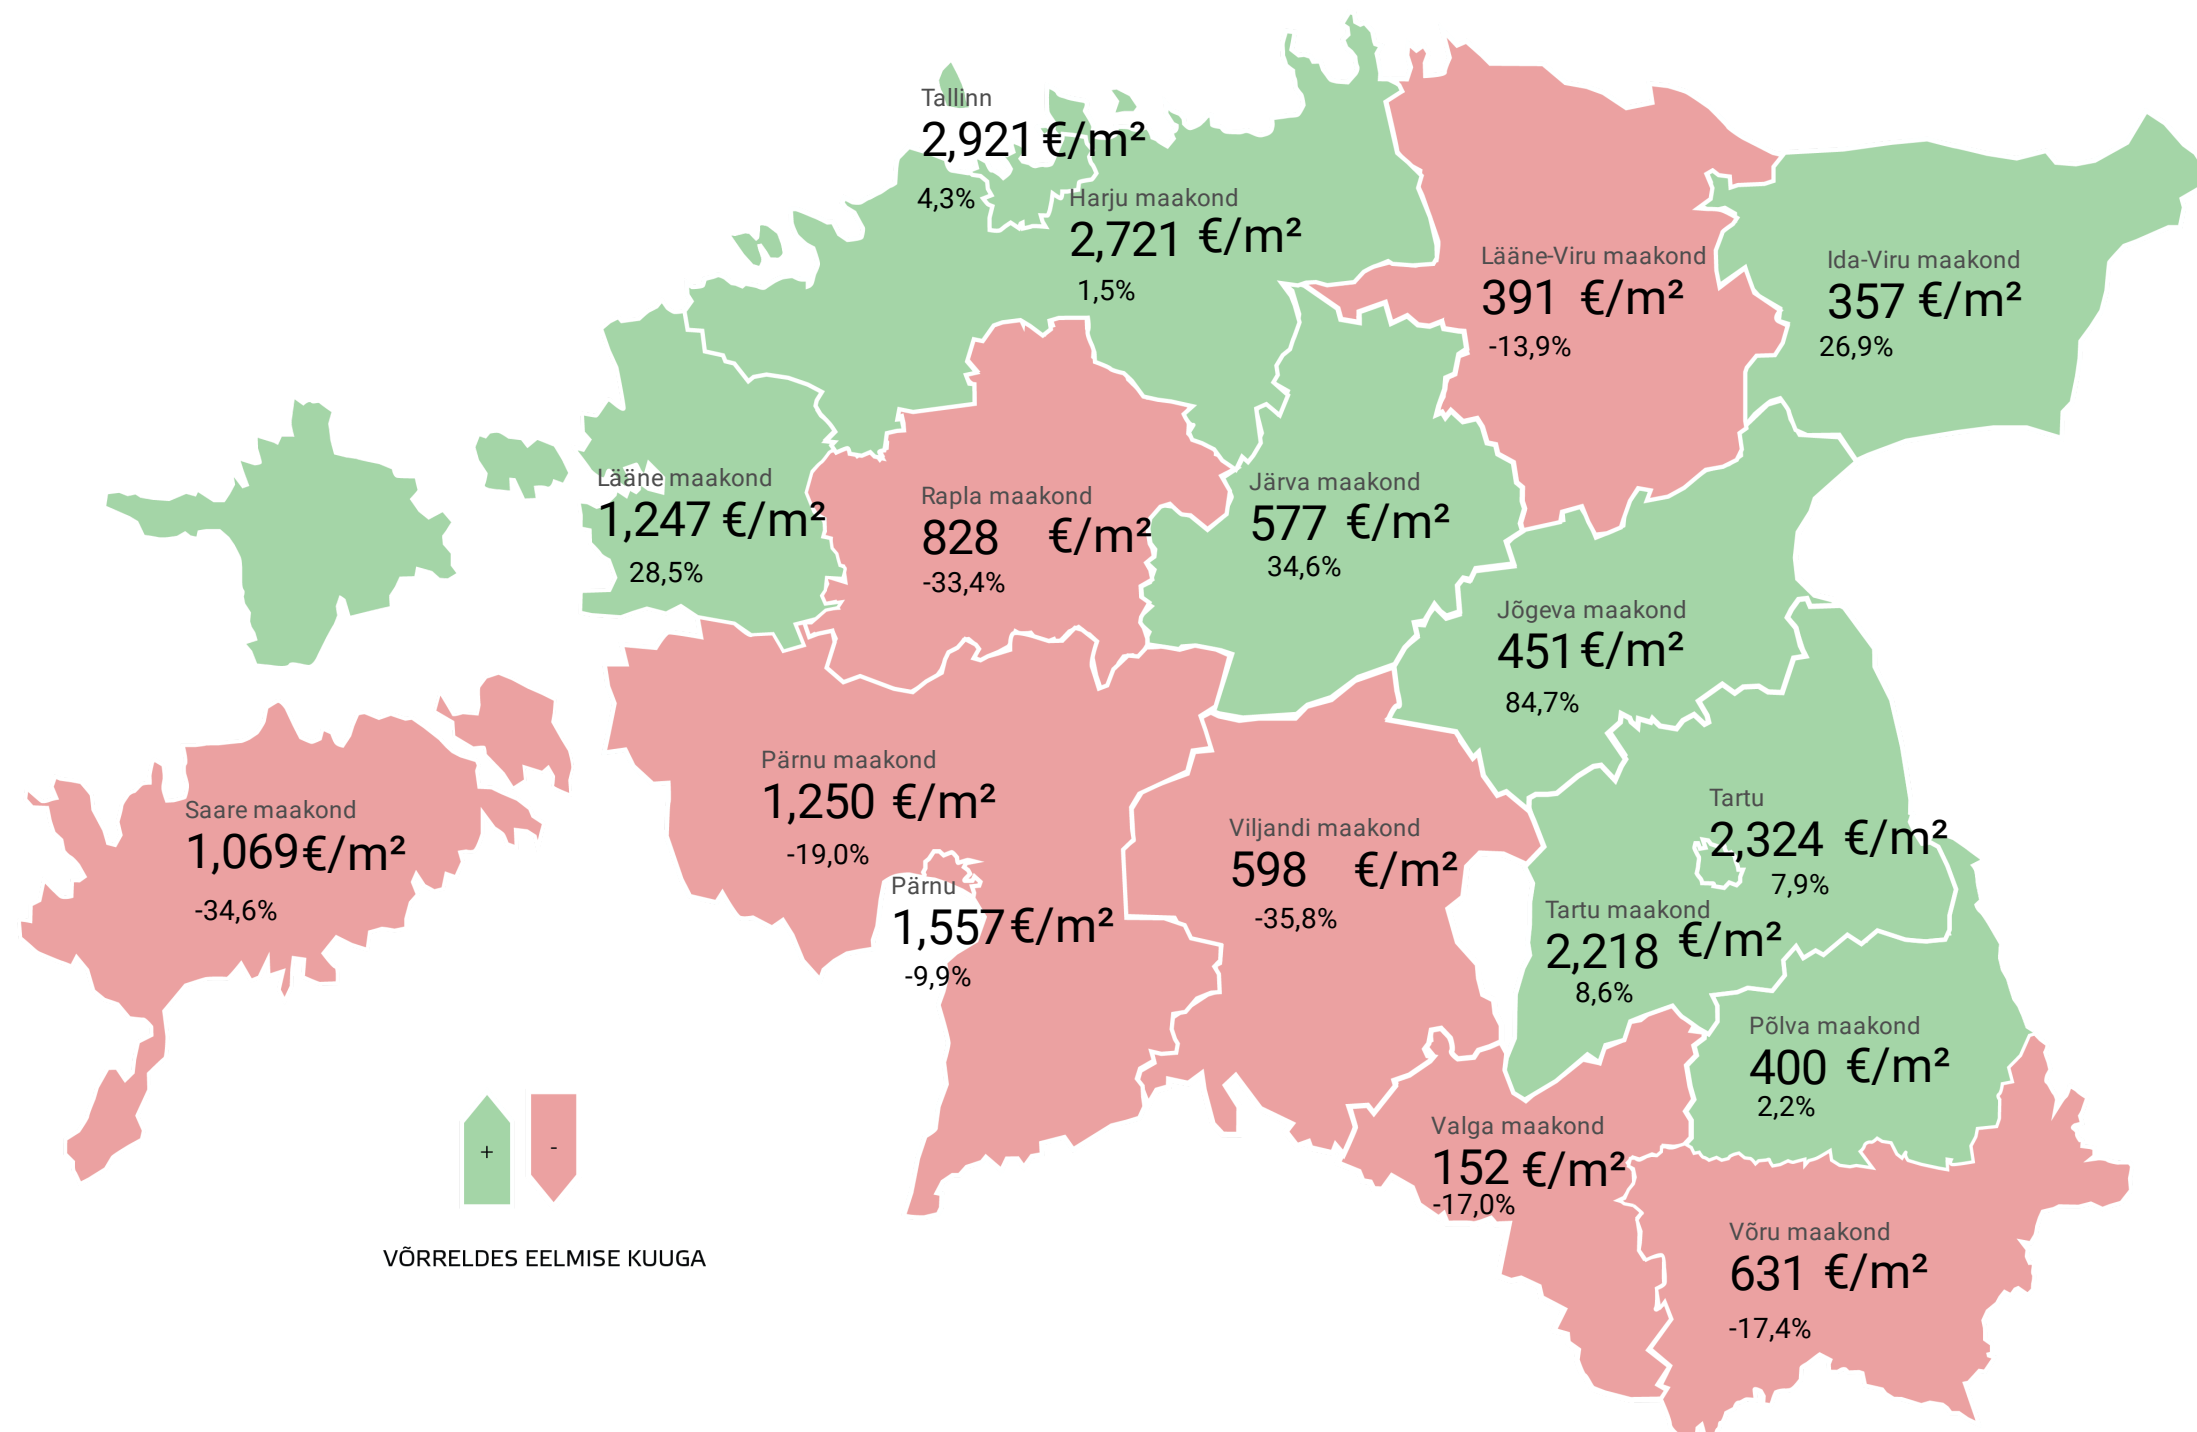 Tallinn
2,921 €/m²
4,3%
Harju maakond
2,721 €/m²
1,5%
Lääne-Viru maakond
391 €/m²
-13,9%
Ida-Viru maakond
357 €/m²
26,9%
Lääne maakond
1,247 €/m²
28,5%
Rapla maakond
828 €/m²
-33,4%
Järva maakond
577 €/m²
34,6%
Jõgeva maakond
451 €/m²
84,7%
Saare maakond
1,069 €/m²
-34,6%
Pärnu maakond
1,250 €/m²
-19,0%
Pärnu
1,557 €/m²
-9,9%
Viljandi maakond
598 €/m²
-35,8%
Tartu
2,324 €/m²
7,9%
Tartu maakond
2,218 €/m²
8,6%
Põlva maakond
400 €/m²
2,2%
Valga maakond
152 €/m²
-17,0%
Võru maakond
631 €/m²
-17,4%
+ -
VÕRRELDES EELMISE KUUGA